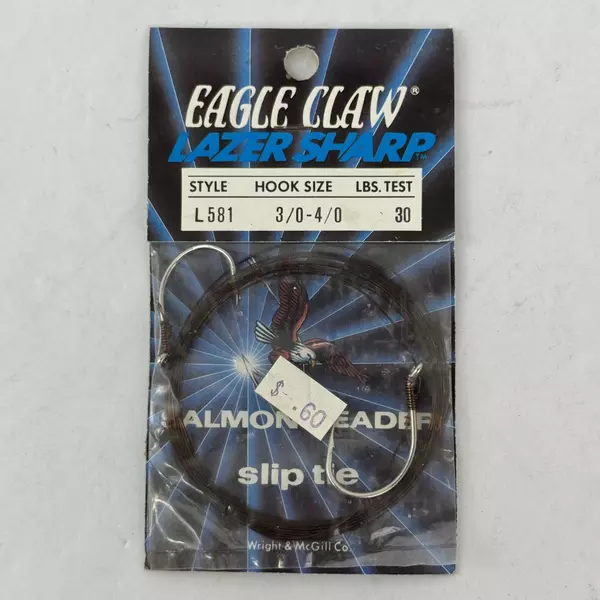 EAGLE CLAW®
LAZER SHARP™
STYLE HOOK SIZE LBS. TEST
L581 3/0-4/0 30
$-.60
SALMON LEADER
slip tie
Wright & McGill Co.